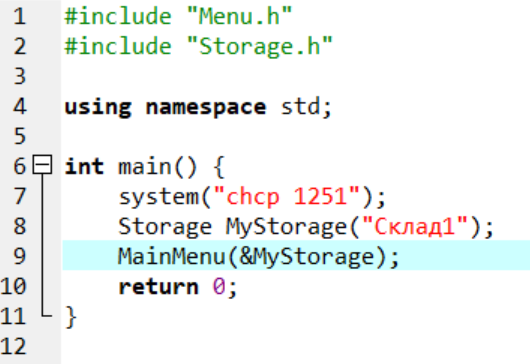 1 #include "Menu.h"
2 #include "Storage.h"
3
4 using namespace std;
5
6 int main() {
7 system("chcp 1251");
8 Storage MyStorage("Склад1");
9 MainMenu(&MyStorage);
10 return 0;
11 }
12